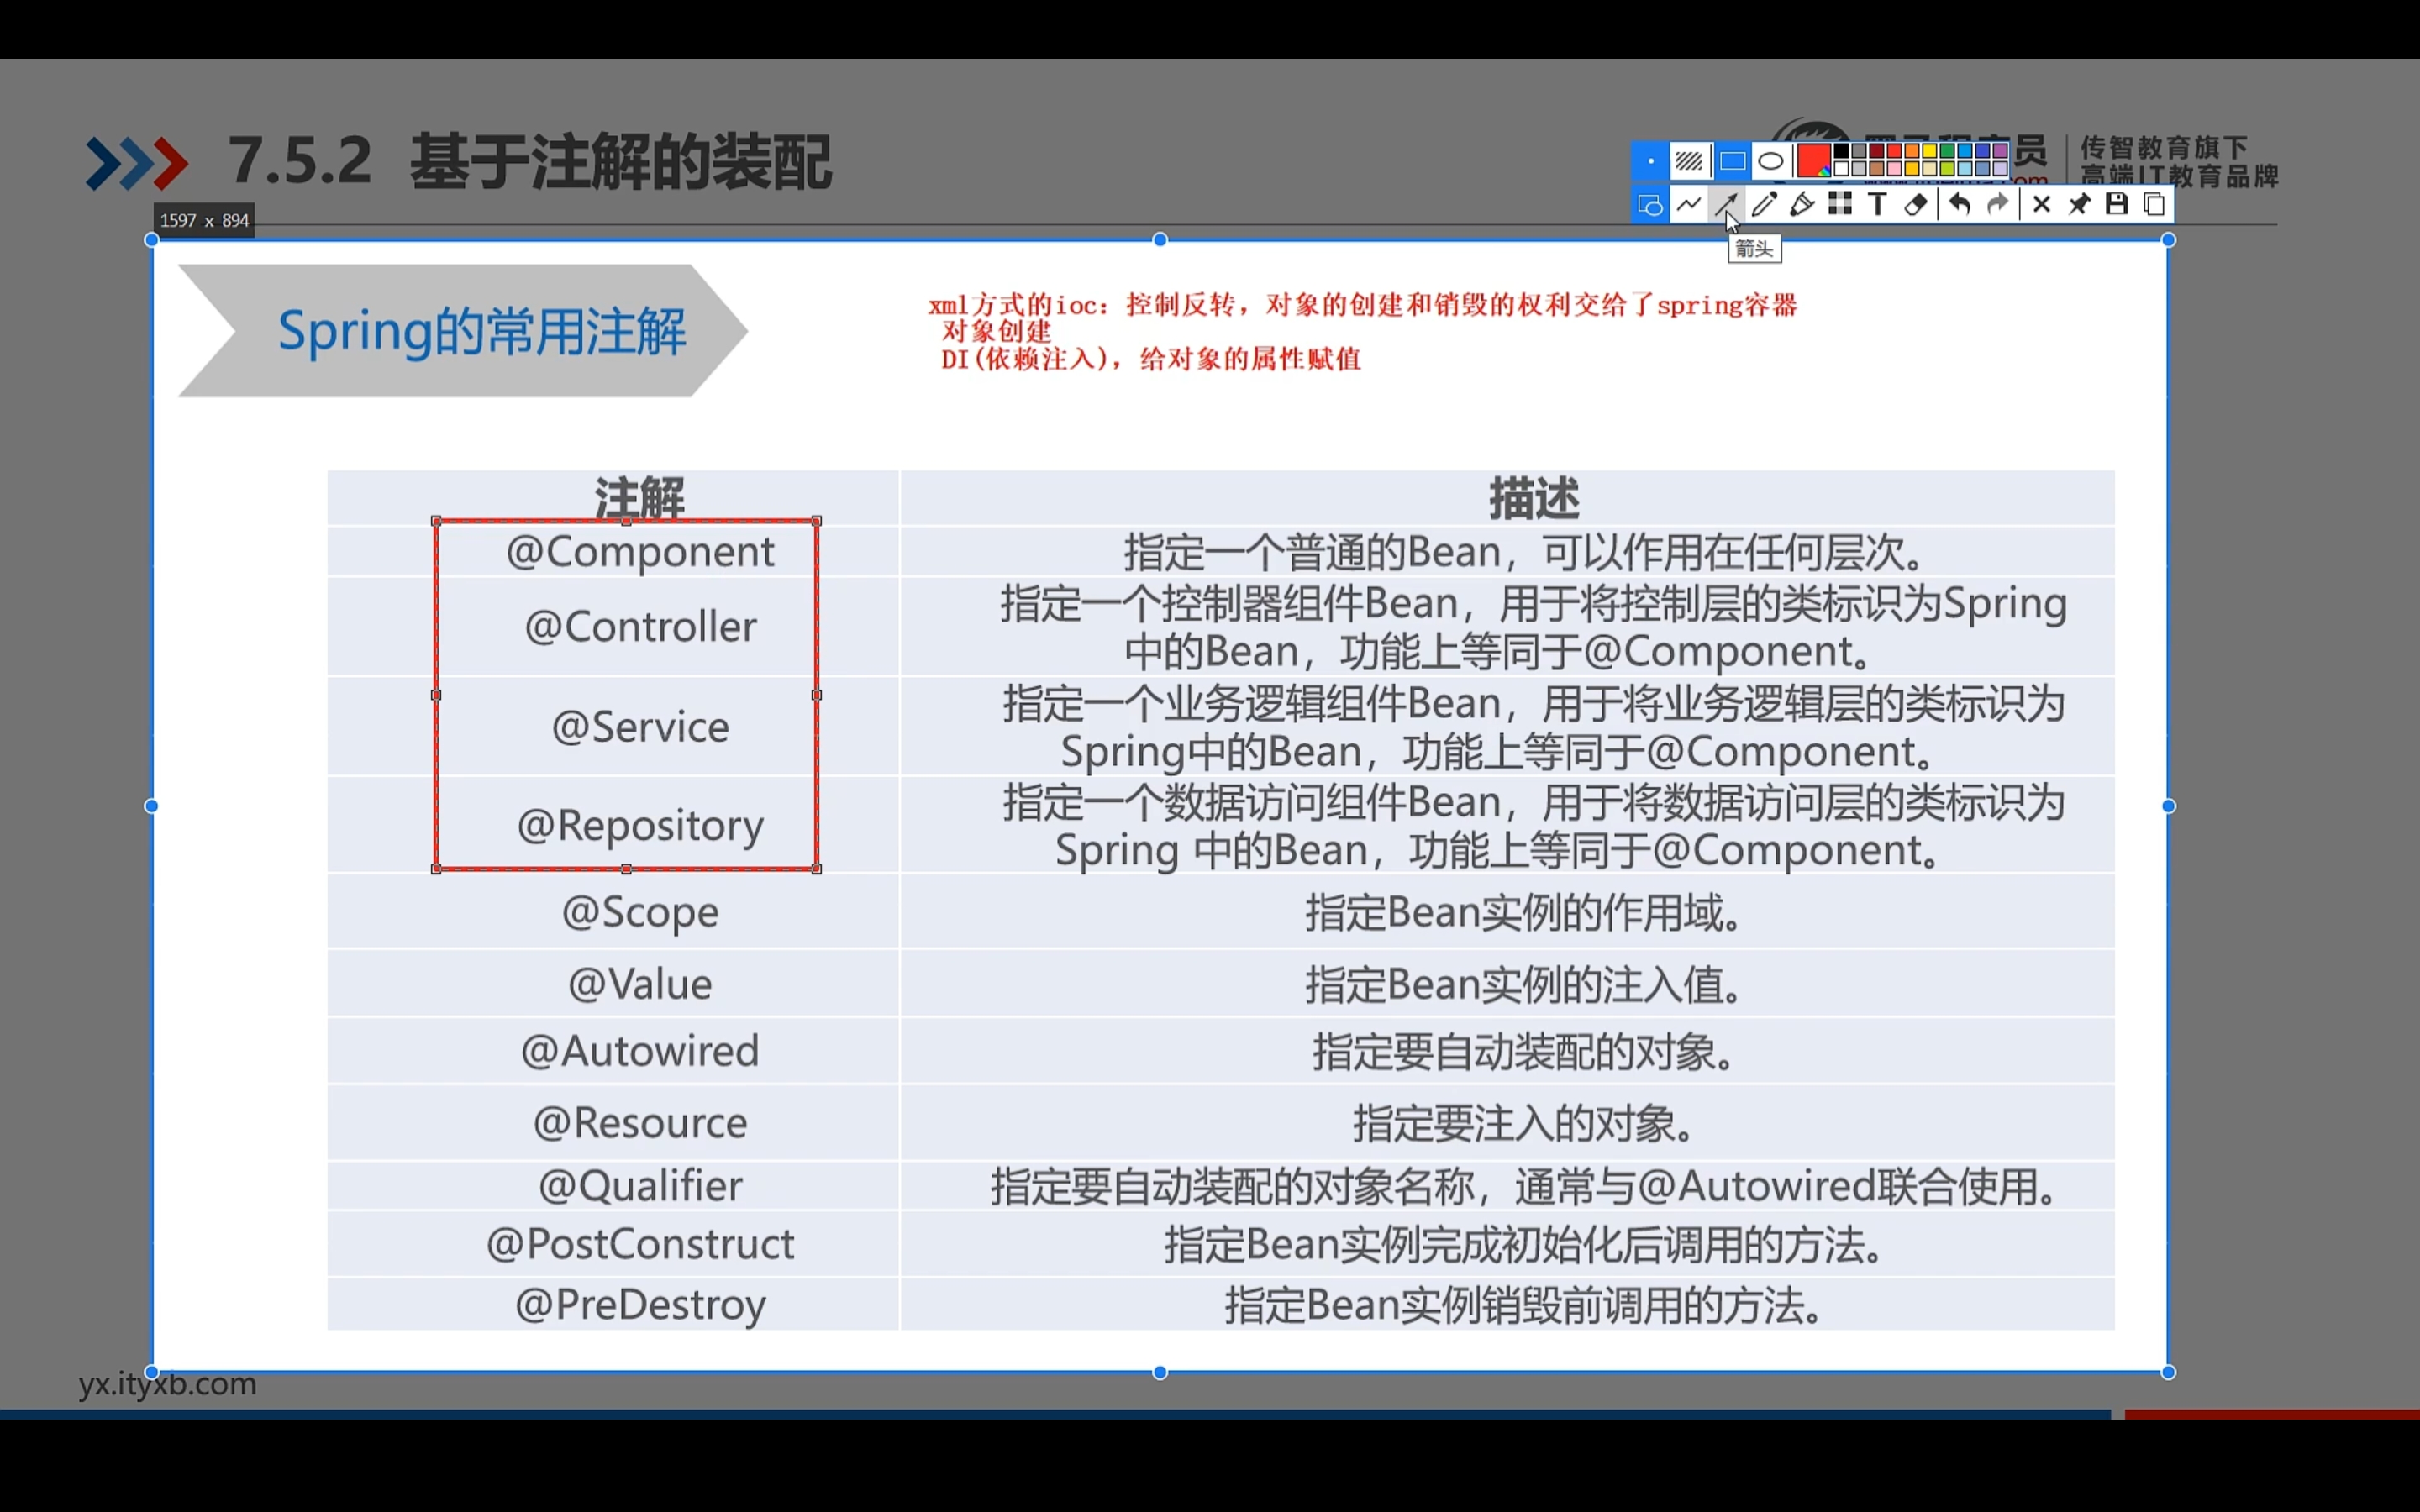 7.5.2 基于注解的装配
员
传智教育旗下
高端IT教育品牌
1597 x 894
箭头
Spring的常用注解
xml方式的ioc：控制反转，对象的创建和销毁的权利交给了spring容器
对象创建
DI(依赖注入)，给对象的属性赋值
注解 描述
@Component 指定一个普通的Bean，可以作用在任何层次。
@Controller 指定一个控制器组件Bean，用于将控制层的类标识为Spring
中的Bean，功能上等同于@Component。
@Service 指定一个业务逻辑组件Bean，用于将业务逻辑层的类标识为
Spring中的Bean，功能上等同于@Component。
@Repository 指定一个数据访问组件Bean，用于将数据访问层的类标识为
Spring 中的Bean，功能上等同于@Component。
@Scope 指定Bean实例的作用域。
@Value 指定Bean实例的注入值。
@Autowired 指定要自动装配的对象。
@Resource 指定要注入的对象。
@Qualifier 指定要自动装配的对象名称，通常与@Autowired联合使用。
@PostConstruct 指定Bean实例完成初始化后调用的方法。
@PreDestroy 指定Bean实例销毁前调用的方法。
yx.ityxb.com